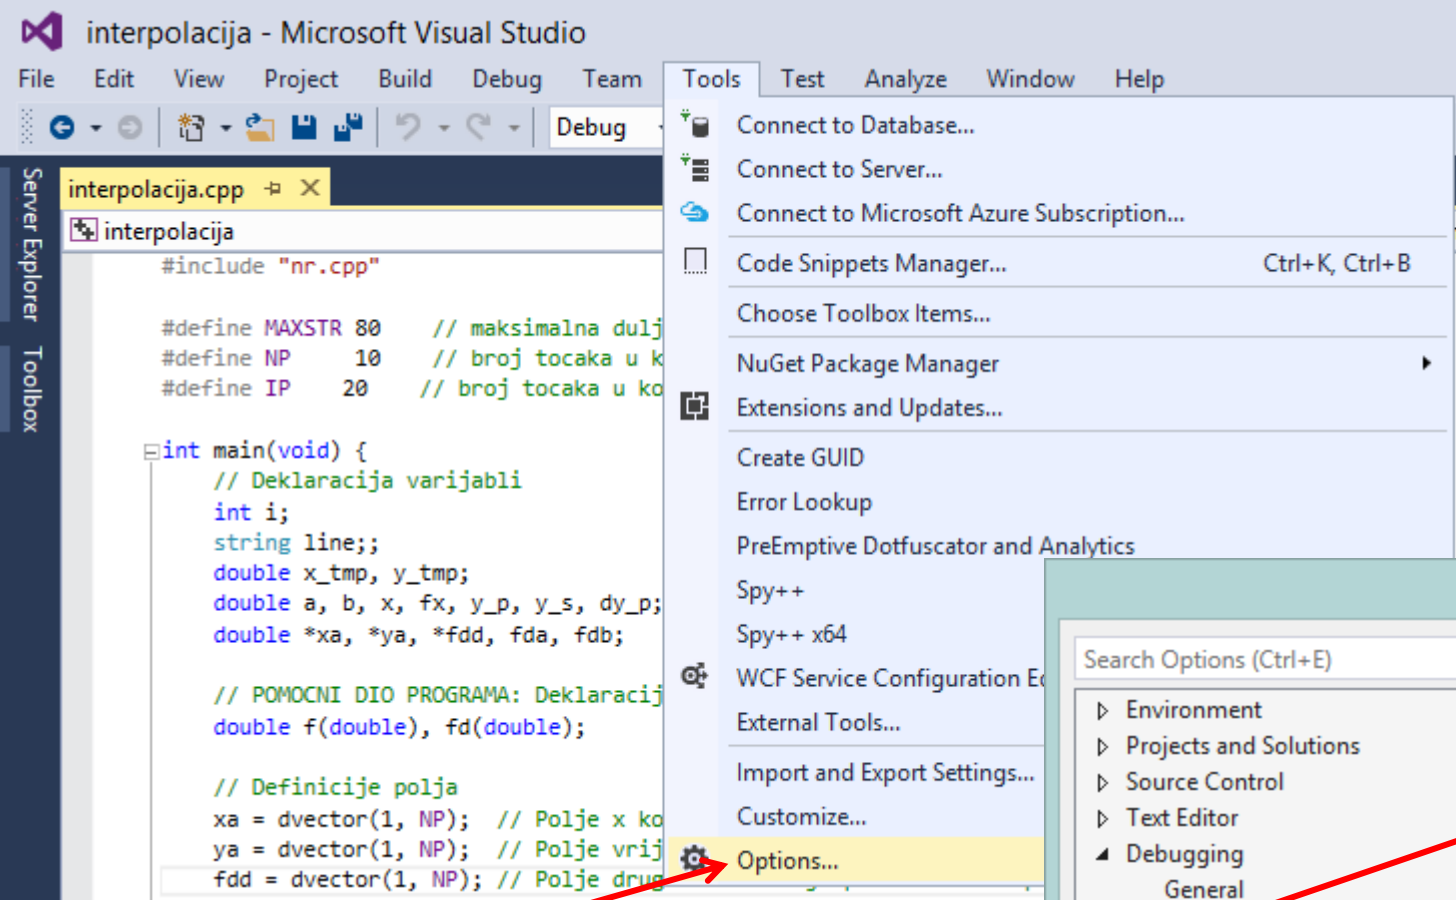 interpolacija - Microsoft Visual Studio
File Edit View Project Build Debug Team Tools Test Analyze Window Help
Debug
Server Explorer
Toolbox
interpolacija.cpp
interpolacija
#include "nr.cpp"
#define MAXSTR 80 // maksimalna dulj
#define NP 10 // broj tocaka u k
#define IP 20 // broj tocaka u ko
int main(void) {
// Deklaracija varijabli
int i;
string line;;
double x_tmp, y_tmp;
double a, b, x, fx, y_p, y_s, dy_p;
double *xa, *ya, *fdd, fda, fdb;
// POMOCNI DIO PROGRAMA: Deklaracij
double f(double), fd(double);
// Definicije polja
xa = dvector(1, NP); // Polje x ko
ya = dvector(1, NP); // Polje vrij
fdd = dvector(1, NP); // Polje drug
Connect to Database...
Connect to Server...
Connect to Microsoft Azure Subscription...
Code Snippets Manager... Ctrl+K, Ctrl+B
Choose Toolbox Items...
NuGet Package Manager
Extensions and Updates...
Create GUID
Error Lookup
PreEmptive Dotfuscator and Analytics
Spy++
Spy++ x64
WCF Service Configuration Ed
External Tools...
Import and Export Settings...
Customize...
Options...
Search Options (Ctrl+E)
Environment
Projects and Solutions
Source Control
Text Editor
Debugging
General